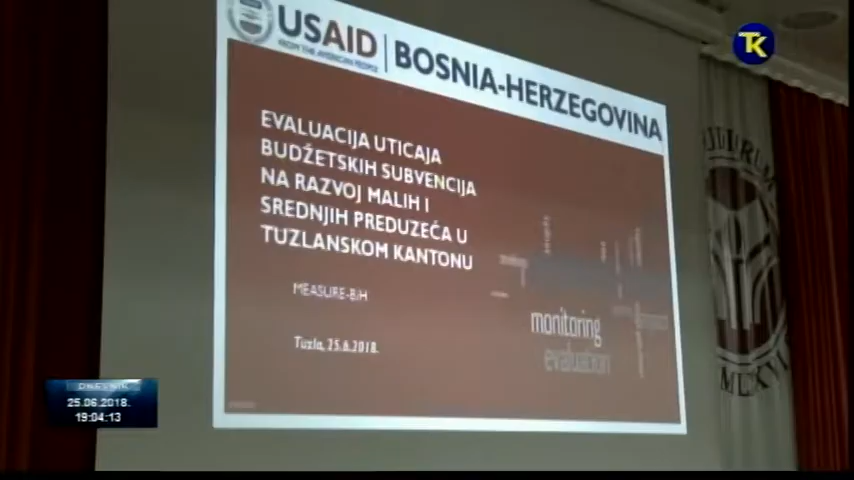 USAID
FROM THE AMERICAN PEOPLE
BOSNIA-HERZEGOVINA
TK
EVALUACIJA UTICAJA
BUDŽETSKIH SUBVENCIJA
NA RAZVOJ MALIH I
SREDNJIH PREDUZEĆA U
TUZLANSKOM KANTONU
MEASURE-BiH
monitoring
evaluation
Tuzla, 25.6.2018.
DNEVNIK
25.06.2018.
19:04:13